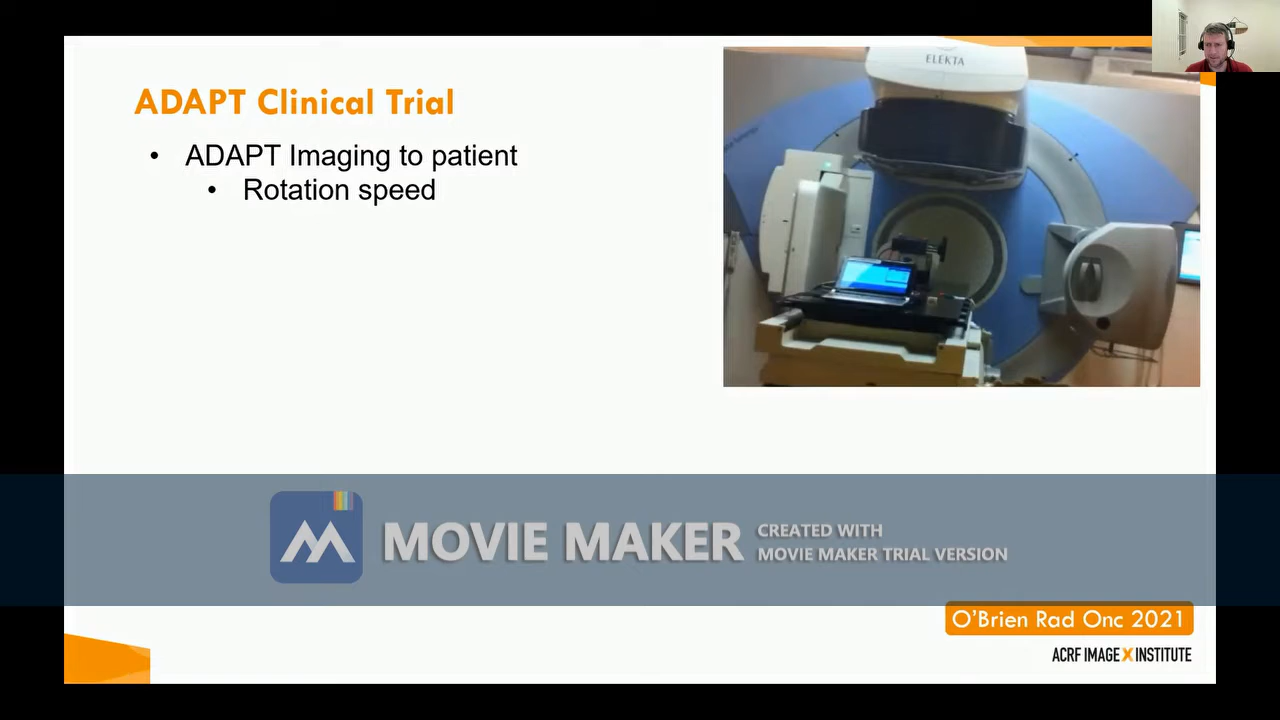 ADAPT Clinical Trial
• ADAPT Imaging to patient
• Rotation speed
ELEKTA
MOVIE MAKER
CREATED WITH
MOVIE MAKER TRIAL VERSION
O'Brien Rad Onc 2021
ACRF IMAGE X INSTITUTE